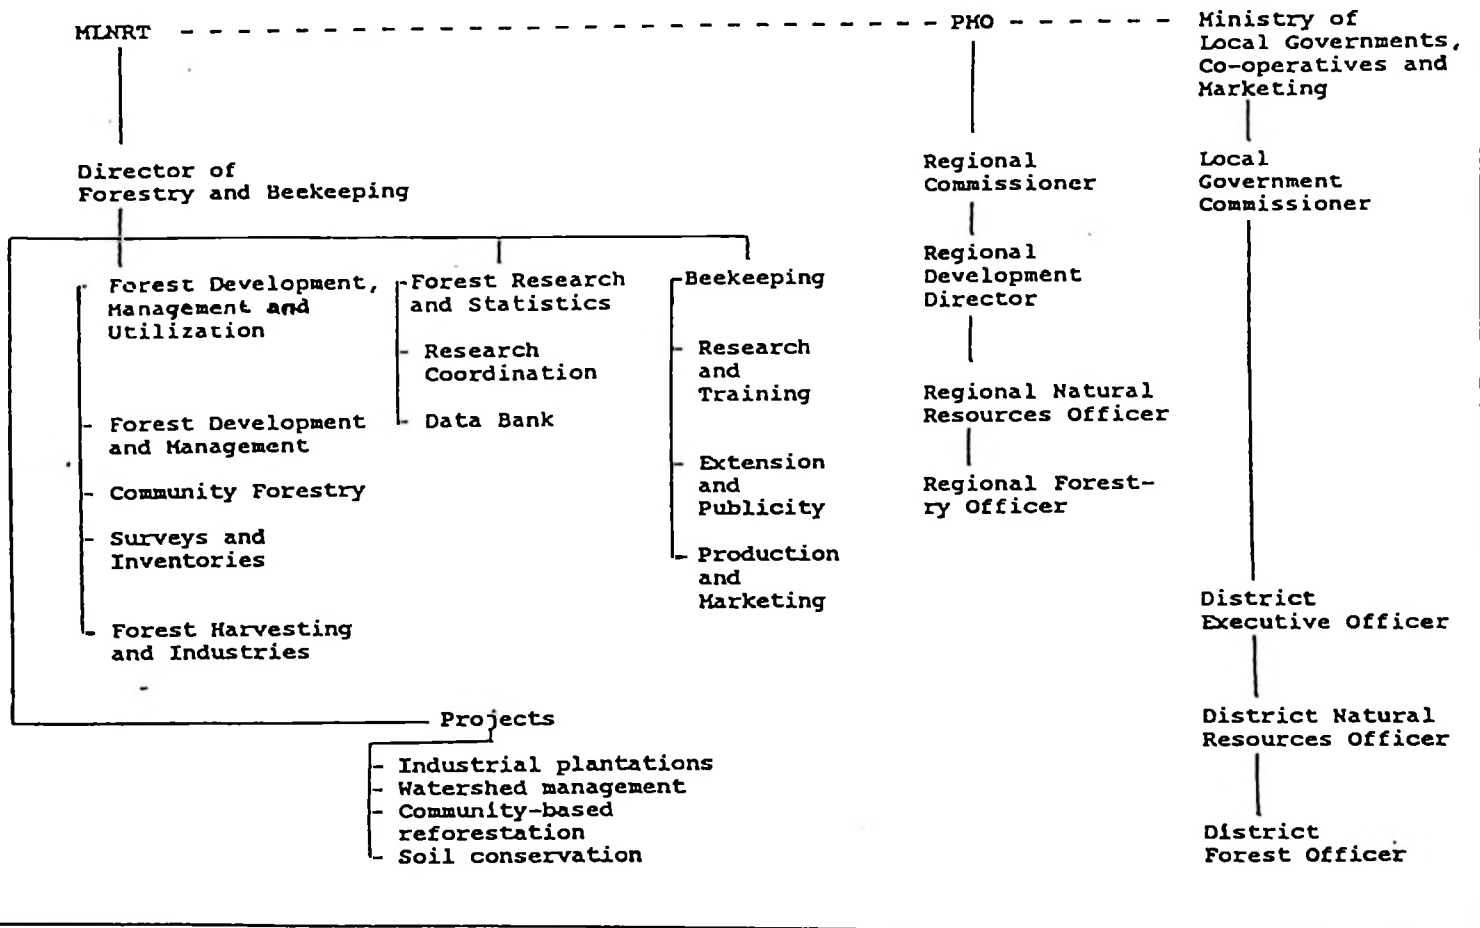 MLNRT
PMO
Ministry of
Local Governments,
Co-operatives and
Marketing
Director of
Forestry and Beekeeping
Regional
Commissioner
Local
Government
Commissioner
Regional
Development
Director
Forest Development,
Management and
Utilization
Forest Research
and Statistics
Beekeeping
- Research
Coordination
- Data Bank
- Research
and
Training
Regional Natural
Resources Officer
- Forest Development
and Management
- Community Forestry
- Surveys and
Inventories
- Forest Harvesting
and Industries
- Extension
and
Publicity
- Production
and
Marketing
Regional Forest-
ry Officer
District
Executive Officer
District Natural
Resources Officer
District
Forest Officer
Projects
- Industrial plantations
- Watershed management
- Community-based
reforestation
- Soil conservation